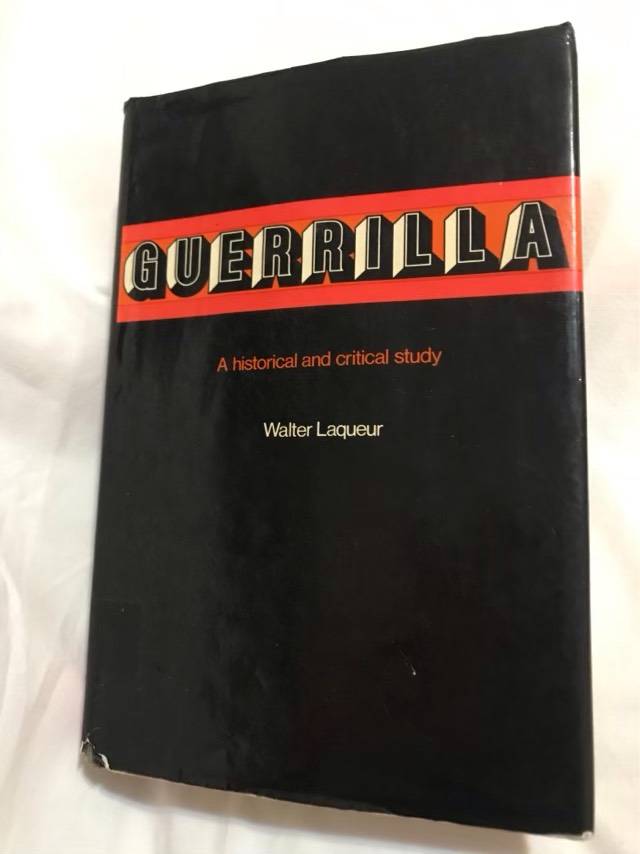 GUERRILLA
A historical and critical study
Walter Laqueur